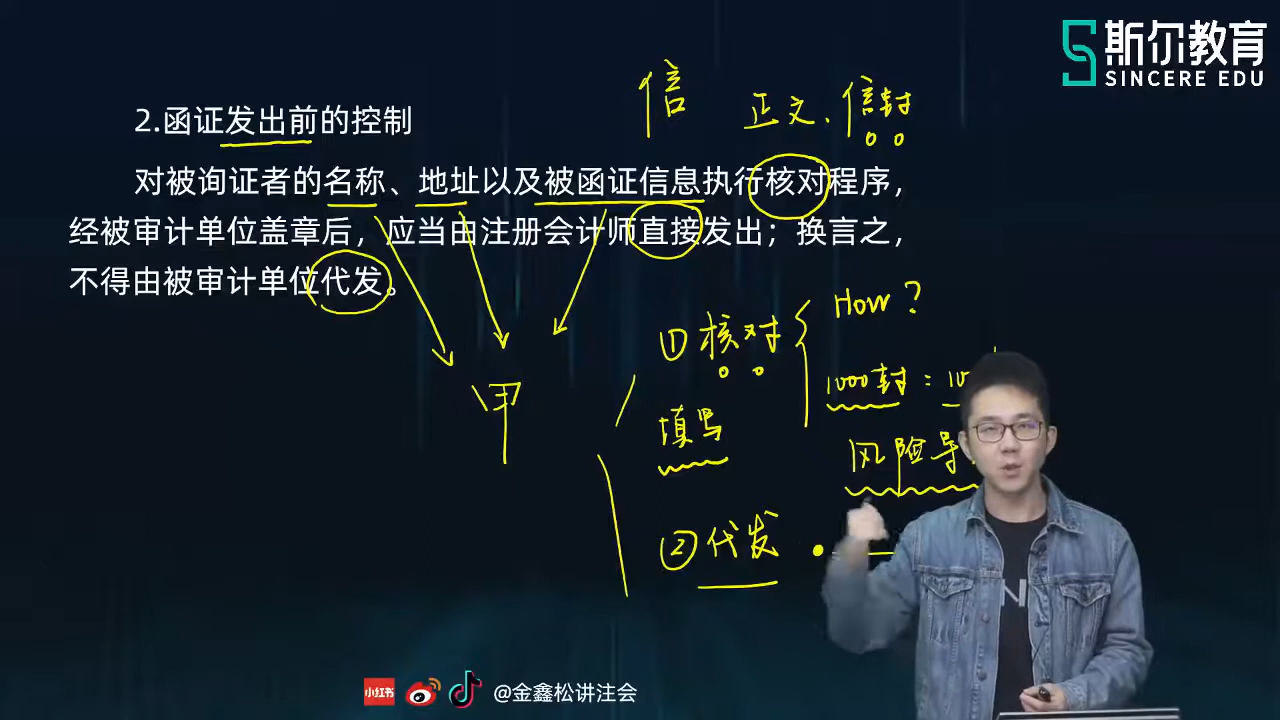 斯尔教育
SINCERE EDU
信
正文、信封
2.函证发出前的控制
对被询证者的名称、地址以及被函证信息执行核对程序，
经被审计单位盖章后，应当由注册会计师直接发出；换言之，
不得由被审计单位代发。
甲
①核对
How?
1000封：10
填写
风险导
②代发
小红书
@金鑫松讲注会